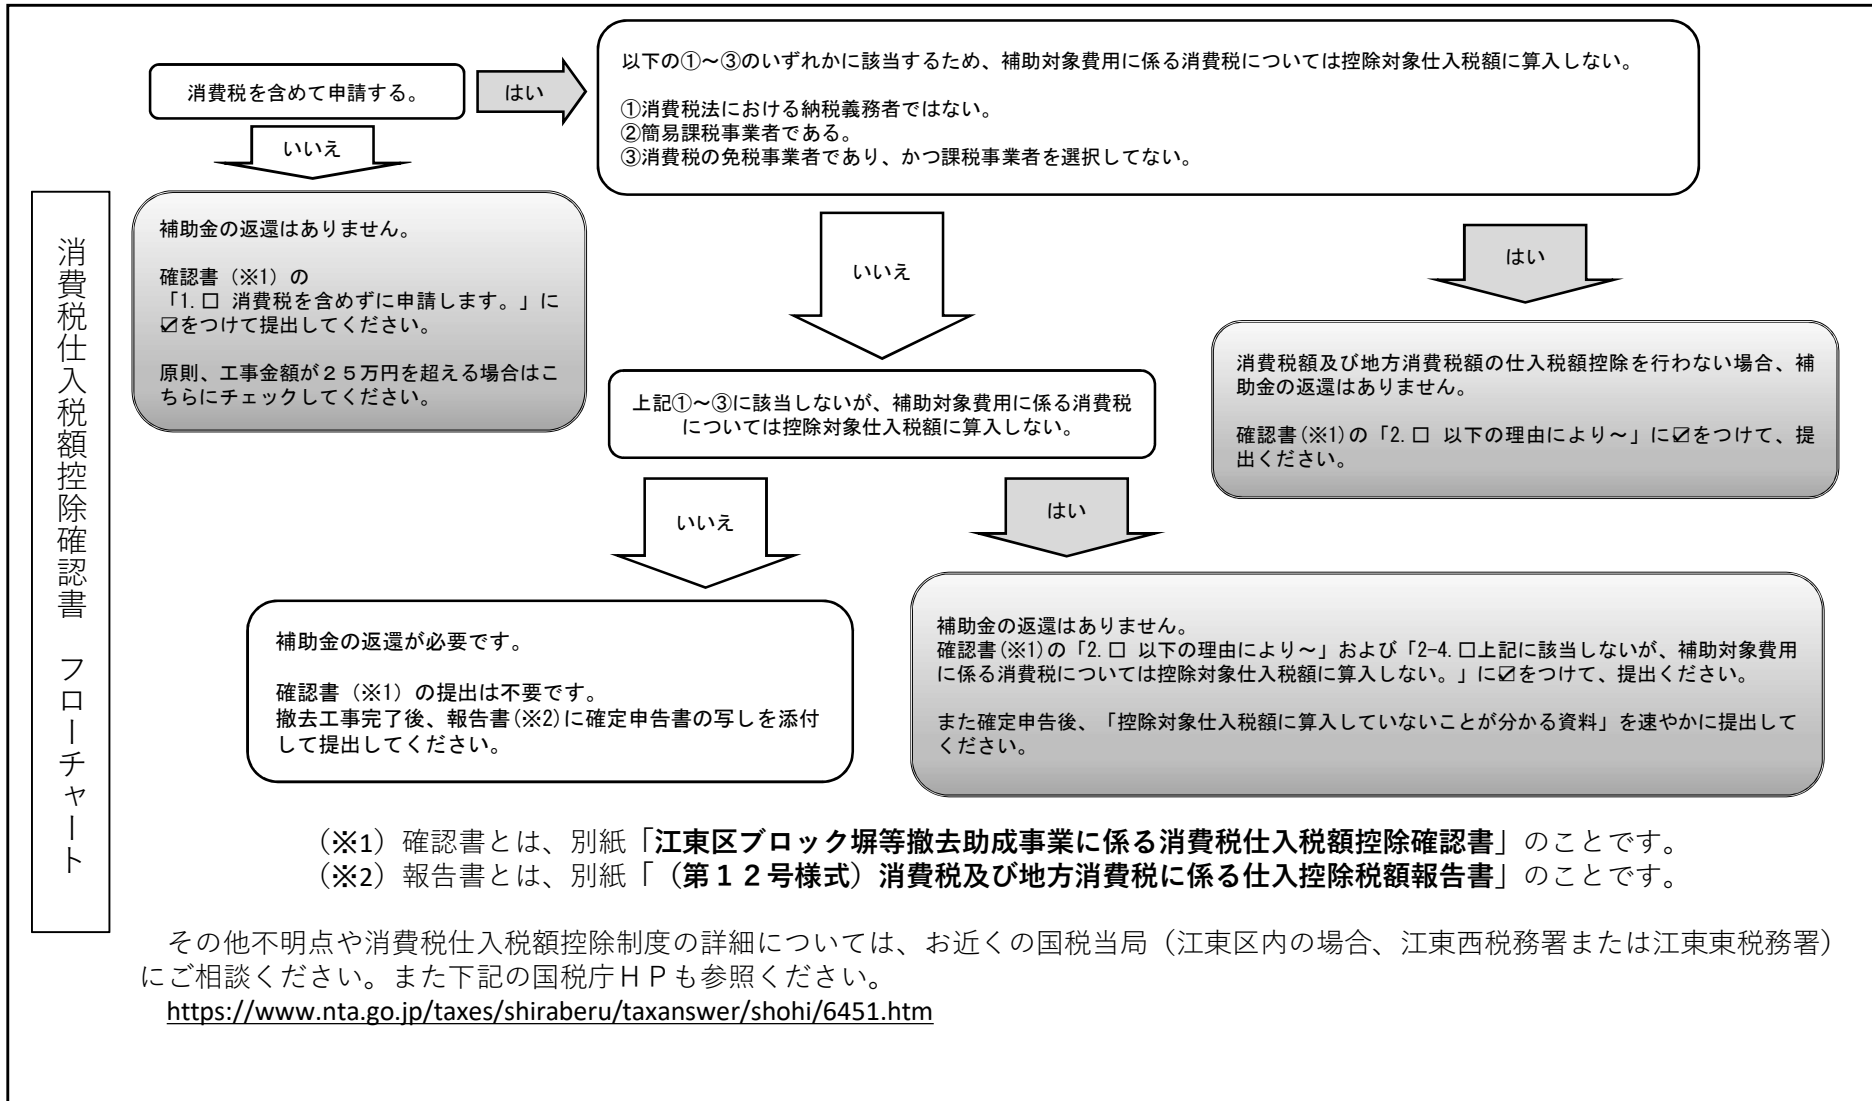 消費税仕入税額控除確認書 フローチャート
消費税を含めて申請する。
はい
いいえ
以下の①～③のいずれかに該当するため、補助対象費用に係る消費税については控除対象仕入税額に算入しない。
①消費税法における納税義務者ではない。
②簡易課税事業者である。
③消費税の免税事業者であり、かつ課税事業者を選択してない。
補助金の返還はありません。
確認書（※1）の
「1.□ 消費税を含めずに申請します。」に
☑をつけて提出してください。
原則、工事金額が２５万円を超える場合はこ
ちらにチェックしてください。
いいえ
はい
上記①～③に該当しないが、補助対象費用に係る消費税
については控除対象仕入税額に算入しない。
消費税額及び地方消費税額の仕入税額控除を行わない場合、補
助金の返還はありません。
確認書(※1)の「2.□ 以下の理由により～」に☑をつけて、提
出ください。
いいえ
はい
補助金の返還が必要です。
確認書（※1）の提出は不要です。
撤去工事完了後、報告書(※2)に確定申告書の写しを添付
して提出してください。
補助金の返還はありません。
確認書(※1)の「2.□ 以下の理由により～」および「2-4.□上記に該当しないが、補助対象費用
に係る消費税については控除対象仕入税額に算入しない。」に☑をつけて、提出ください。
また確定申告後、「控除対象仕入税額に算入していないことが分かる資料」を速やかに提出して
ください。
（※1）確認書とは、別紙「江東区ブロック塀等撤去助成事業に係る消費税仕入税額控除確認書」のことです。
（※2）報告書とは、別紙「（第１２号様式）消費税及び地方消費税に係る仕入控除税額報告書」のことです。
その他不明点や消費税仕入税額控除制度の詳細については、お近くの国税当局（江東区内の場合、江東西税務署または江東東税務署）
にご相談ください。また下記の国税庁ＨＰも参照ください。
https://www.nta.go.jp/taxes/shiraberu/taxanswer/shohi/6451.htm